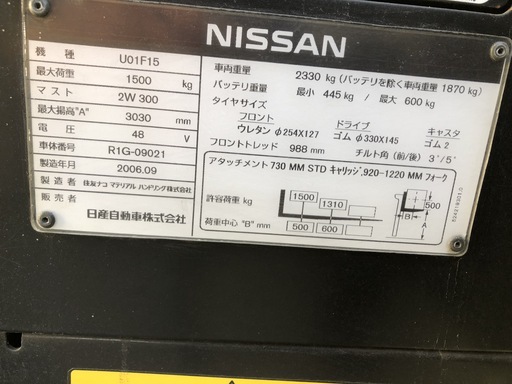 NISSAN
機種 U01F15
最大荷重 1500 kg
マスト 2W 300
最大揚高"A" 3030 mm
電圧 48 V
車体番号 R1G-09021
製造年月 2006.09
製造者 住友ナコ マテリアル ハンドリング株式会社
販売者 日産自動車株式会社
車両重量 2330 kg (バッテリを除く車両重量 1870 kg)
バッテリ重量 最小 445 kg / 最大 600 kg
タイヤサイズ
フロント ドライブ キャスタ
ウレタン φ254X127 ゴム φ330X145 ゴム 2
フロントトレッド 988 mm チルト角 (前/後) 3°/5°
アタッチメント 730 MM STD キャリッジ,920-1220 MM フォーク
許容荷重 kg 1500 1310
荷重中心 "B" mm 500 600
500
B
A